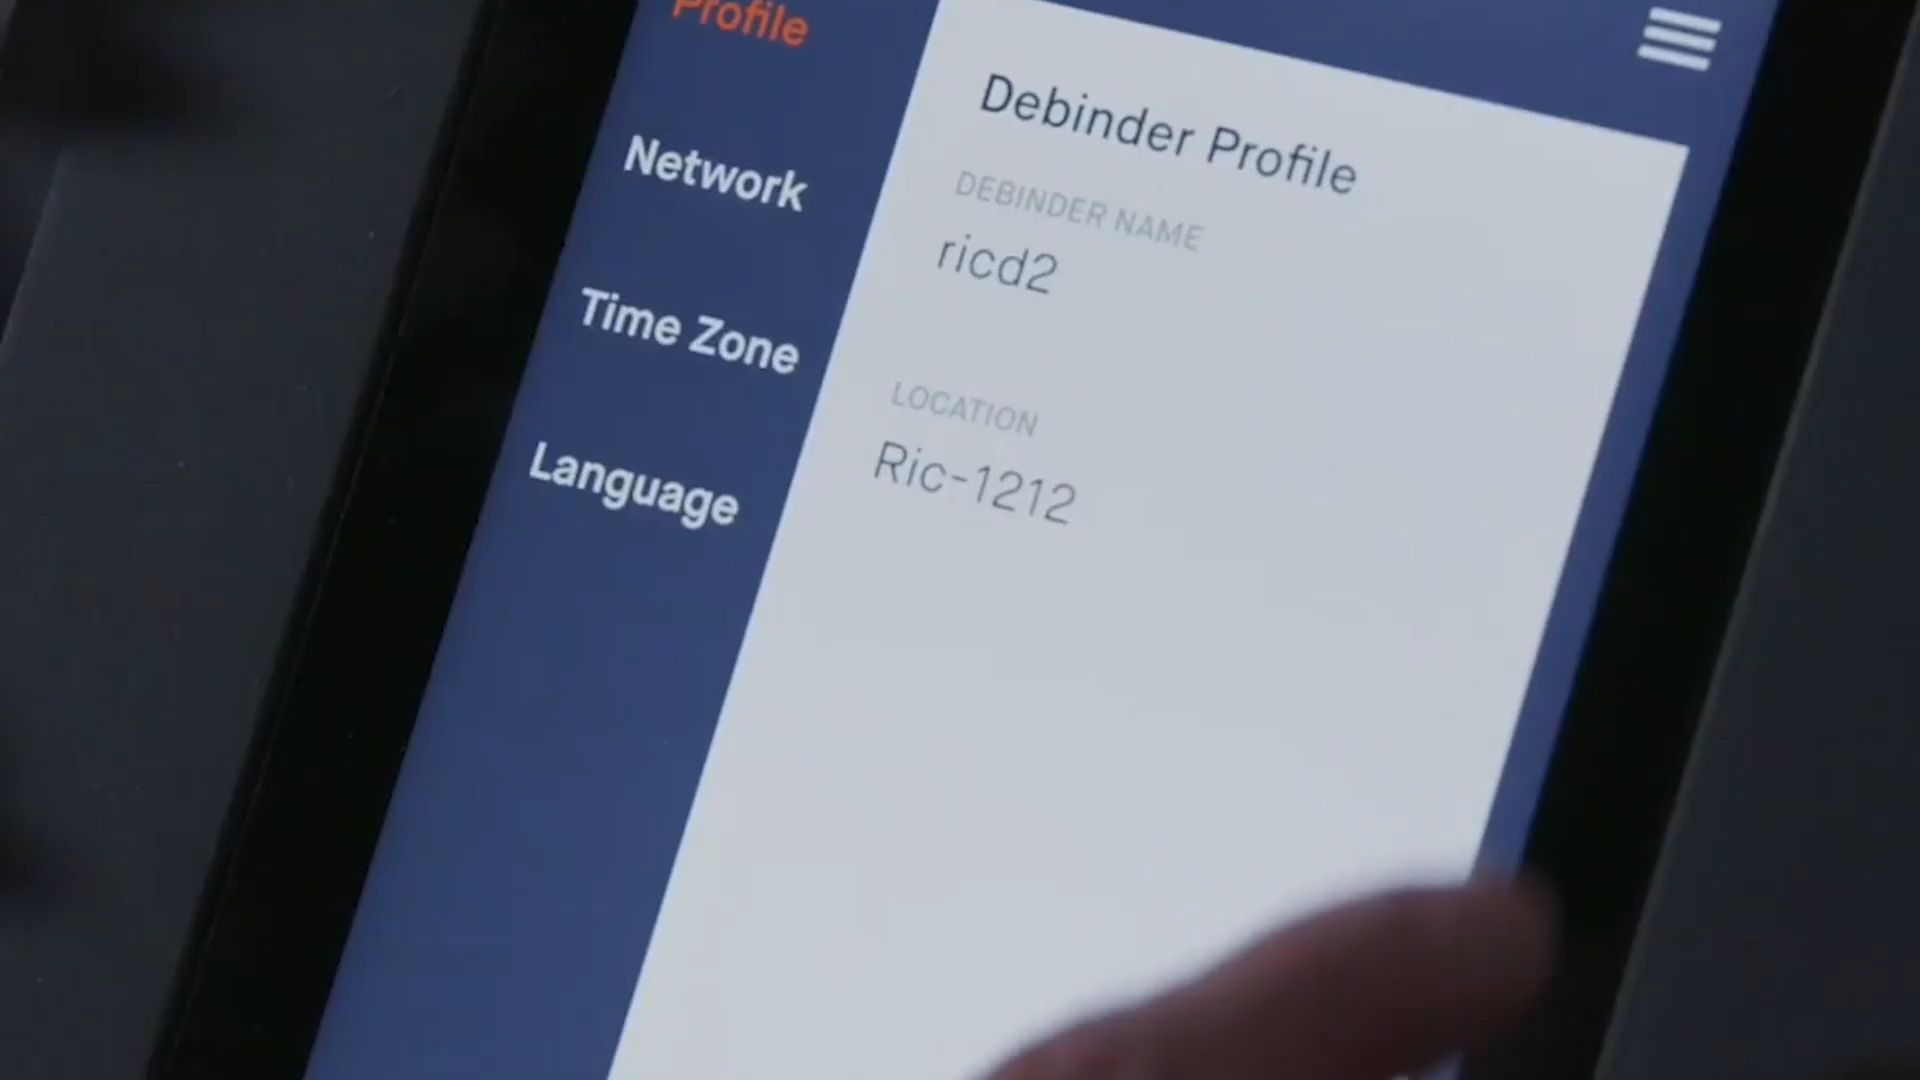 Profile
Network
Time Zone
Language
Debinder Profile
DEBINDER NAME
ricd2
LOCATION
Ric-1212